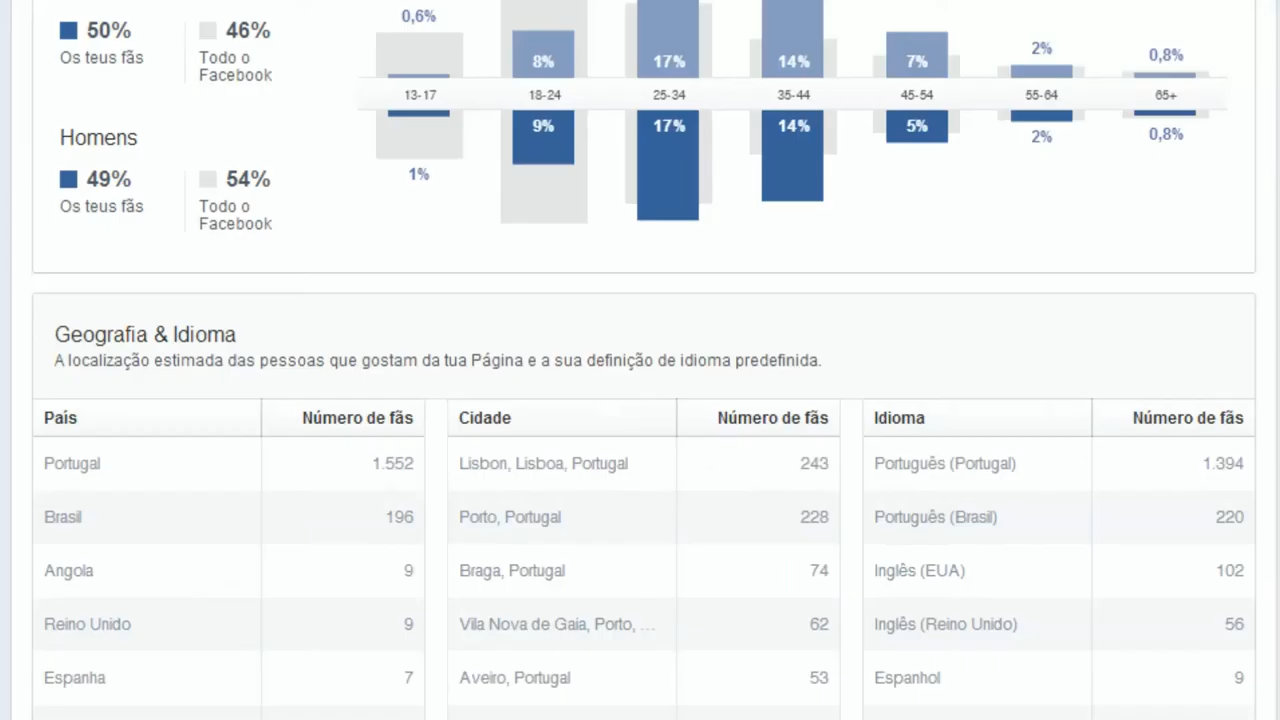 50% 46%
Os teus fãs Todo o
Facebook
0,6% 8% 17% 14% 7% 2% 0,8%
13-17 18-24 25-34 35-44 45-54 55-64 65+
1% 9% 17% 14% 5% 2% 0,8%
Homens
49% 54%
Os teus fãs Todo o
Facebook
Geografia & Idioma
A localização estimada das pessoas que gostam da tua Página e a sua definição de idioma predefinida.
País Número de fãs Cidade Número de fãs Idioma Número de fãs
Portugal 1.552 Lisbon, Lisboa, Portugal 243 Português (Portugal) 1.394
Brasil 196 Porto, Portugal 228 Português (Brasil) 220
Angola 9 Braga, Portugal 74 Inglês (EUA) 102
Reino Unido 9 Vila Nova de Gaia, Porto, ... 62 Inglês (Reino Unido) 56
Espanha 7 Aveiro, Portugal 53 Espanhol 9